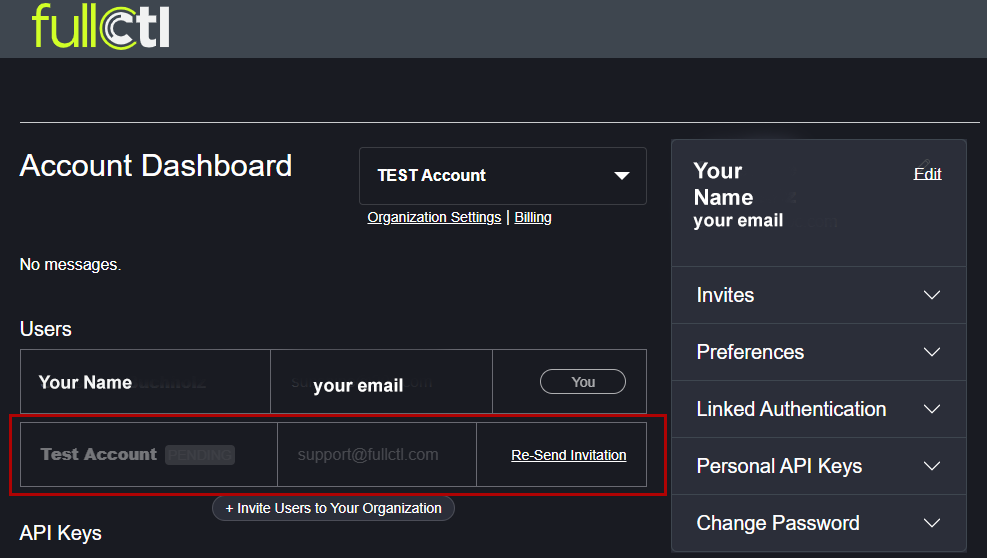 fullctl
Account Dashboard
TEST Account
Organization Settings | Billing
No messages.
Users
Your Name your email You
Test Account PENDING support@fullctl.com Re-Send Invitation
+ Invite Users to Your Organization
API Keys
Your
Name
your email
Edit
Invites
Preferences
Linked Authentication
Personal API Keys
Change Password